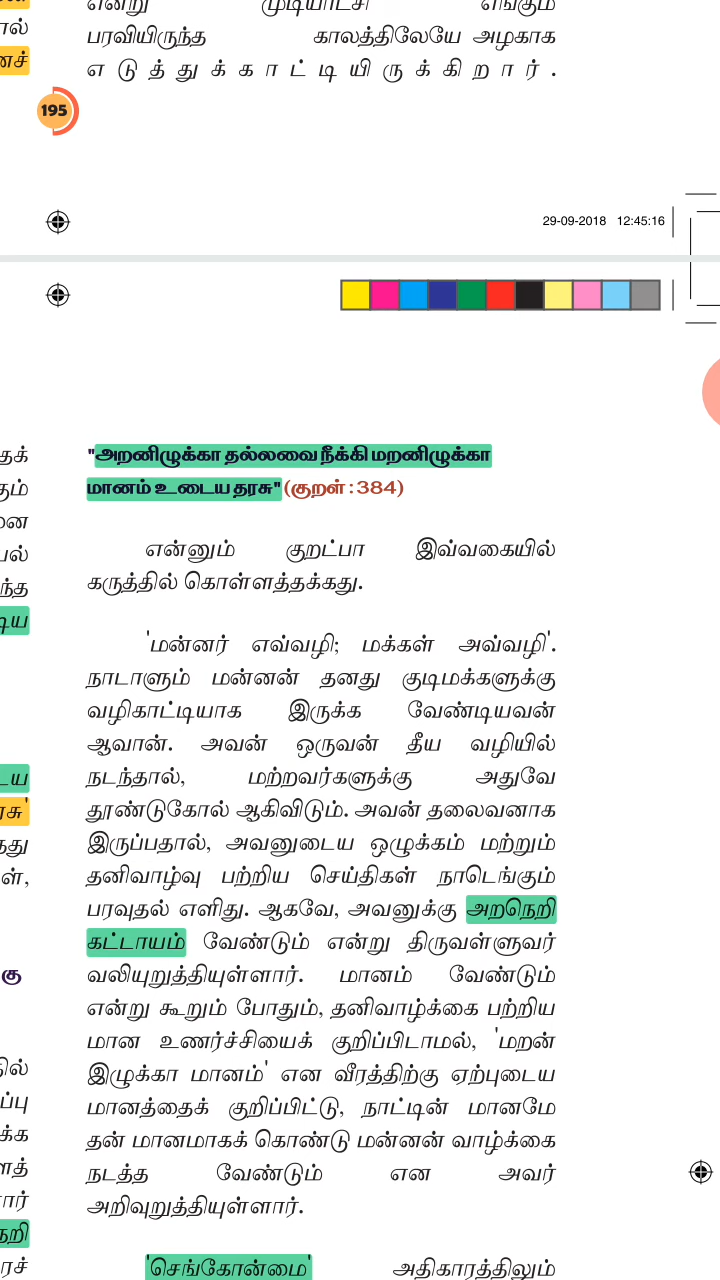 என்று முடியாட்சி எங்கும்
பரவியிருந்த காலத்திலேயே அழகாக
எடுத்துக்காட்டியிருக்கிறார்.
195
29-09-2018 12:45:16
"அறனிழுக்கா தல்லவை நீக்கி மறனிழுக்கா
மானம் உடைய தரசு" (குறள் : 384)
என்னும் குறட்பா இவ்வகையில்
கருத்தில் கொள்ளத்தக்கது.
'மன்னர் எவ்வழி; மக்கள் அவ்வழி'.
நாடாளும் மன்னன் தனது குடிமக்களுக்கு
வழிகாட்டியாக இருக்க வேண்டியவன்
ஆவான். அவன் ஒருவன் தீய வழியில்
நடந்தால், மற்றவர்களுக்கு அதுவே
தூண்டுகோல் ஆகிவிடும். அவன் தலைவனாக
இருப்பதால், அவனுடைய ஒழுக்கம் மற்றும்
தனிவாழ்வு பற்றிய செய்திகள் நாடெங்கும்
பரவுதல் எளிது. ஆகவே, அவனுக்கு அறநெறி
கட்டாயம் வேண்டும் என்று திருவள்ளுவர்
வலியுறுத்தியுள்ளார். மானம் வேண்டும்
என்று கூறும் போதும், தனிவாழ்க்கை பற்றிய
மான உணர்ச்சியைக் குறிப்பிடாமல், 'மறன்
இழுக்கா மானம்' என வீரத்திற்கு ஏற்புடைய
மானத்தைக் குறிப்பிட்டு, நாட்டின் மானமே
தன் மானமாகக் கொண்டு மன்னன் வாழ்க்கை
நடத்த வேண்டும் என அவர்
அறிவுறுத்தியுள்ளார்.
'செங்கோன்மை' அதிகாரத்திலும்